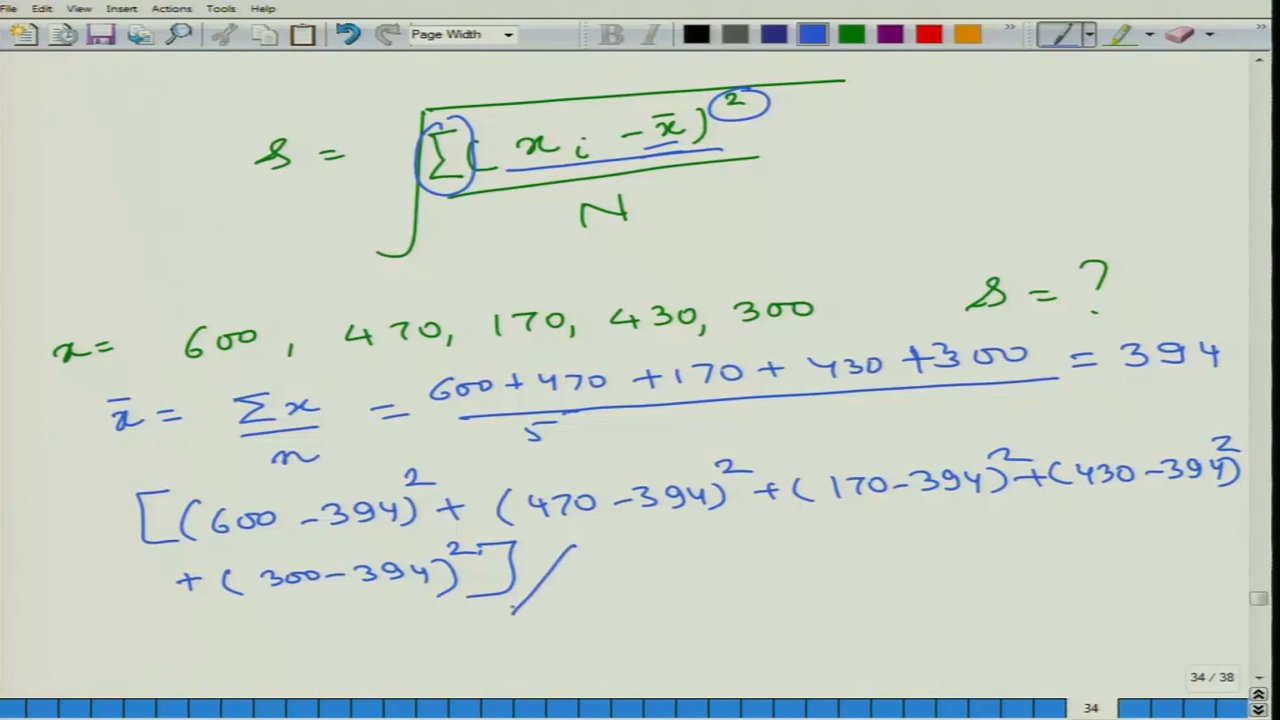 File Edit View Insert Actions Tools Help
Page Width B I
s = √ Σ(xᵢ - x̄)²
N
s = ?
x = 600, 470, 170, 430, 300
x̄ = Σx = 600+470+170+430+300 = 394
n 5
[(600-394)² + (470-394)² + (170-394)² + (430-394)²
+ (300-394)²] /
34 / 38
34